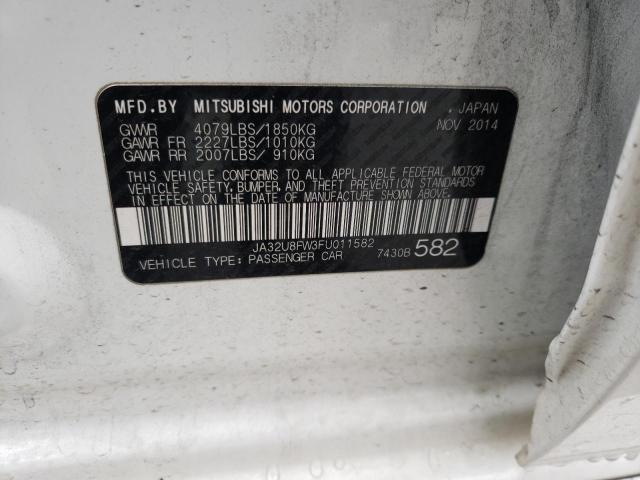 MFD.BY MITSUBISHI MOTORS CORPORATION . JAPAN
NOV 2014
GVWR 4079LBS/1850KG
GAWR FR 2227LBS/1010KG
GAWR RR 2007LBS/ 910KG
THIS VEHICLE CONFORMS TO ALL APPLICABLE FEDERAL MOTOR
VEHICLE SAFETY, BUMPER, AND THEFT PREVENTION STANDARDS
IN EFFECT ON THE DATE OF MANUFACTURE SHOWN ABOVE.
JA32U8FW3FU011582
VEHICLE TYPE: PASSENGER CAR 7430B 582